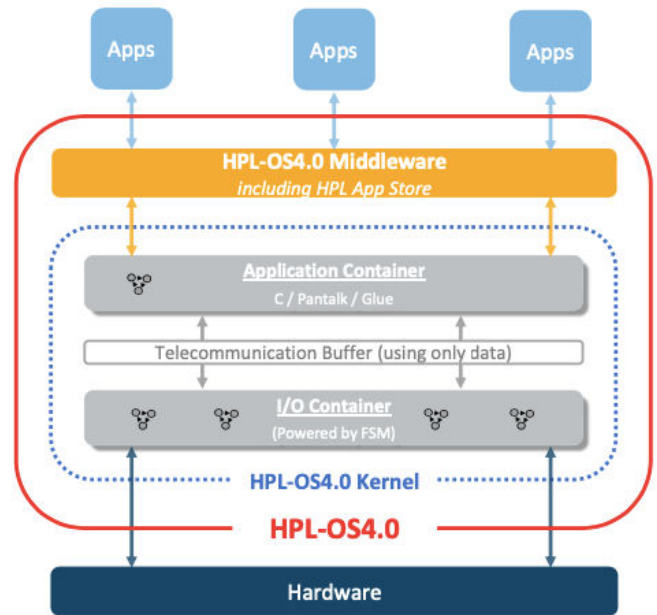 Apps
Apps
Apps
HPL-OS4.0 Middleware
including HPL App Store
Application Container
C / Pantalk / Glue
Telecommunication Buffer (using only data)
I/O Container
(Powered by FSM)
HPL-OS4.0 Kernel
HPL-OS4.0
Hardware